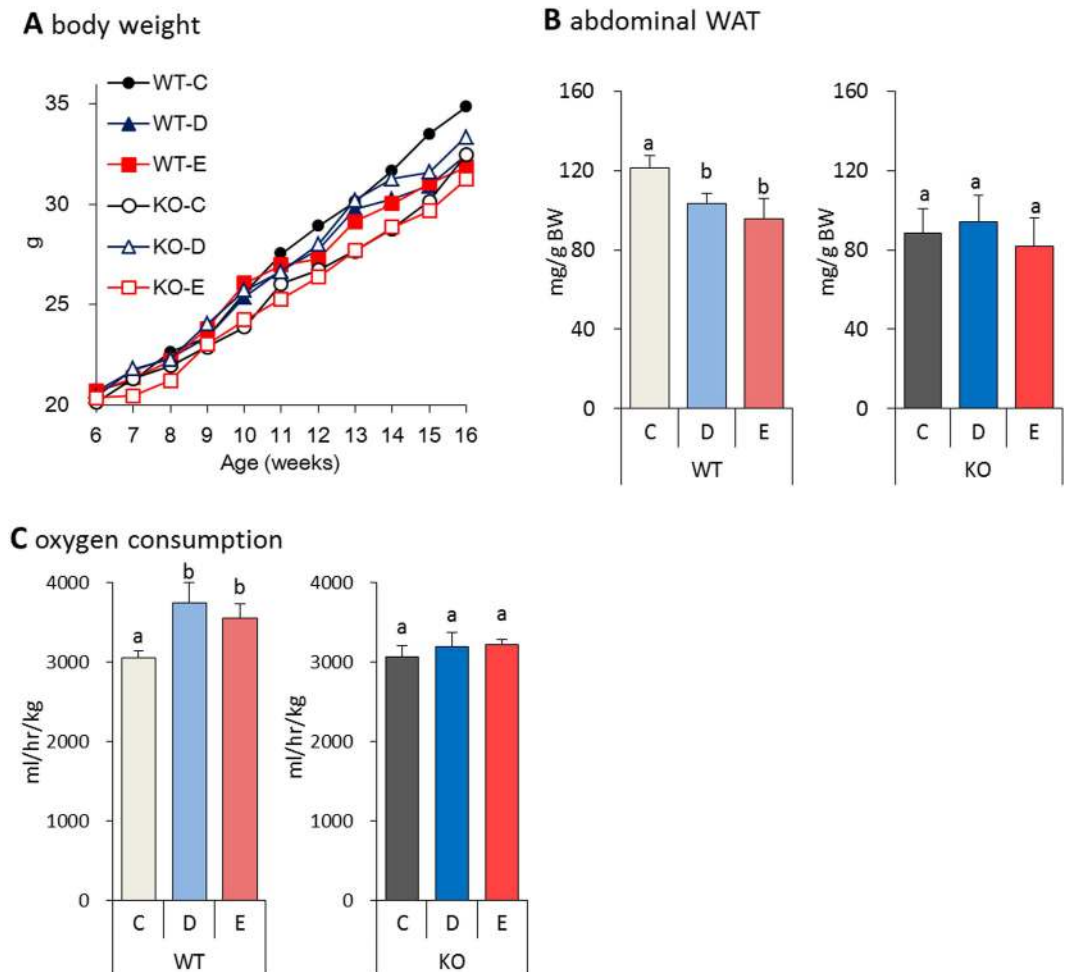 A body weight
WT-C
WT-D
WT-E
KO-C
KO-D
KO-E
35
30
25
20
g
6 7 8 9 10 11 12 13 14 15 16
Age (weeks)
B abdominal WAT
160
120
80
40
0
mg/g BW
a b b
C D E
WT
160
120
80
40
0
mg/g BW
a a a
C D E
KO
C oxygen consumption
4000
3000
2000
1000
0
ml/hr/kg
a b b
C D E
WT
4000
3000
2000
1000
0
ml/hr/kg
a a a
C D E
KO